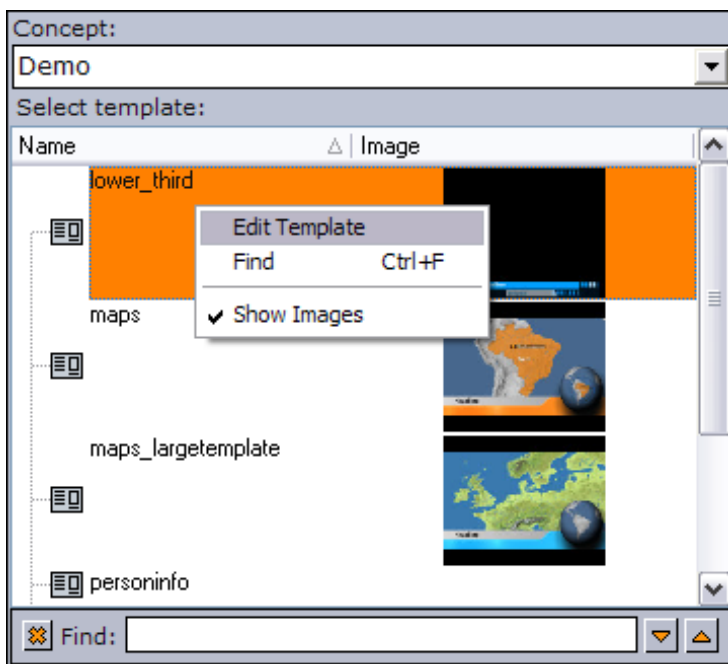 Concept:
Demo
Select template:
Name Image
lower_third
Edit Template
Find Ctrl+F
Show Images
maps
maps_largetemplate
personinfo
Find: